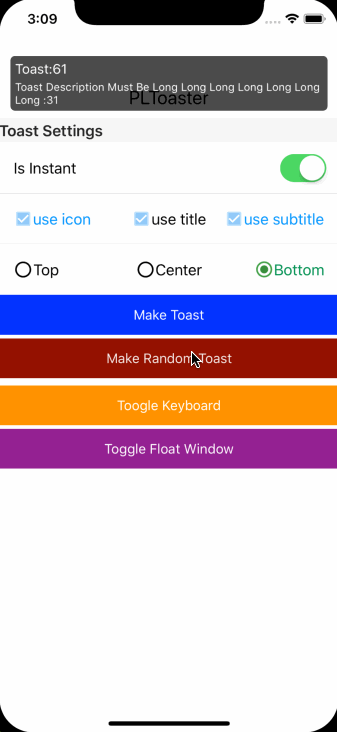 3:09
Toast:61
Toast Description Must Be Long Long Long Long Long Long
Long :31
PLToaster
Toast Settings
Is Instant
use icon use title use subtitle
Top Center Bottom
Make Toast
Make Random Toast
Toogle Keyboard
Toggle Float Window